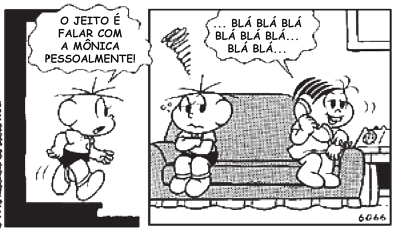 O JEITO É
FALAR COM
A MÔNICA
PESSOALMENTE!
... BLÁ BLÁ BLÁ
BLÁ BLÁ BLÁ...
BLÁ BLÁ...
6066